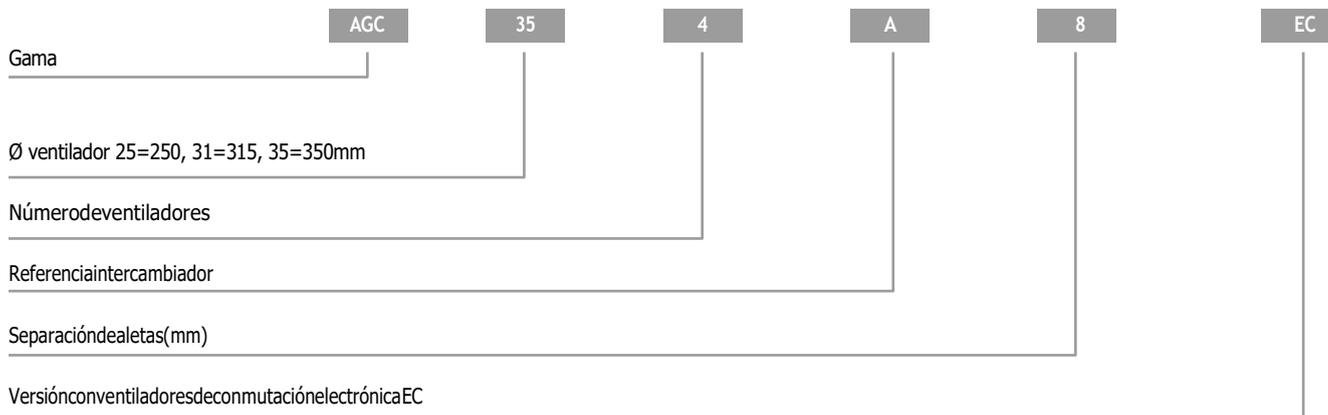 AGC 35 4 A 8 EC
Gama
Ø ventilador 25=250, 31=315, 35=350mm
Númerodeventiladores
Referenciaintercambiador
Separacióndealetas(mm)
VersiónconventiladoresdeconmutaciónelectrónicaEC